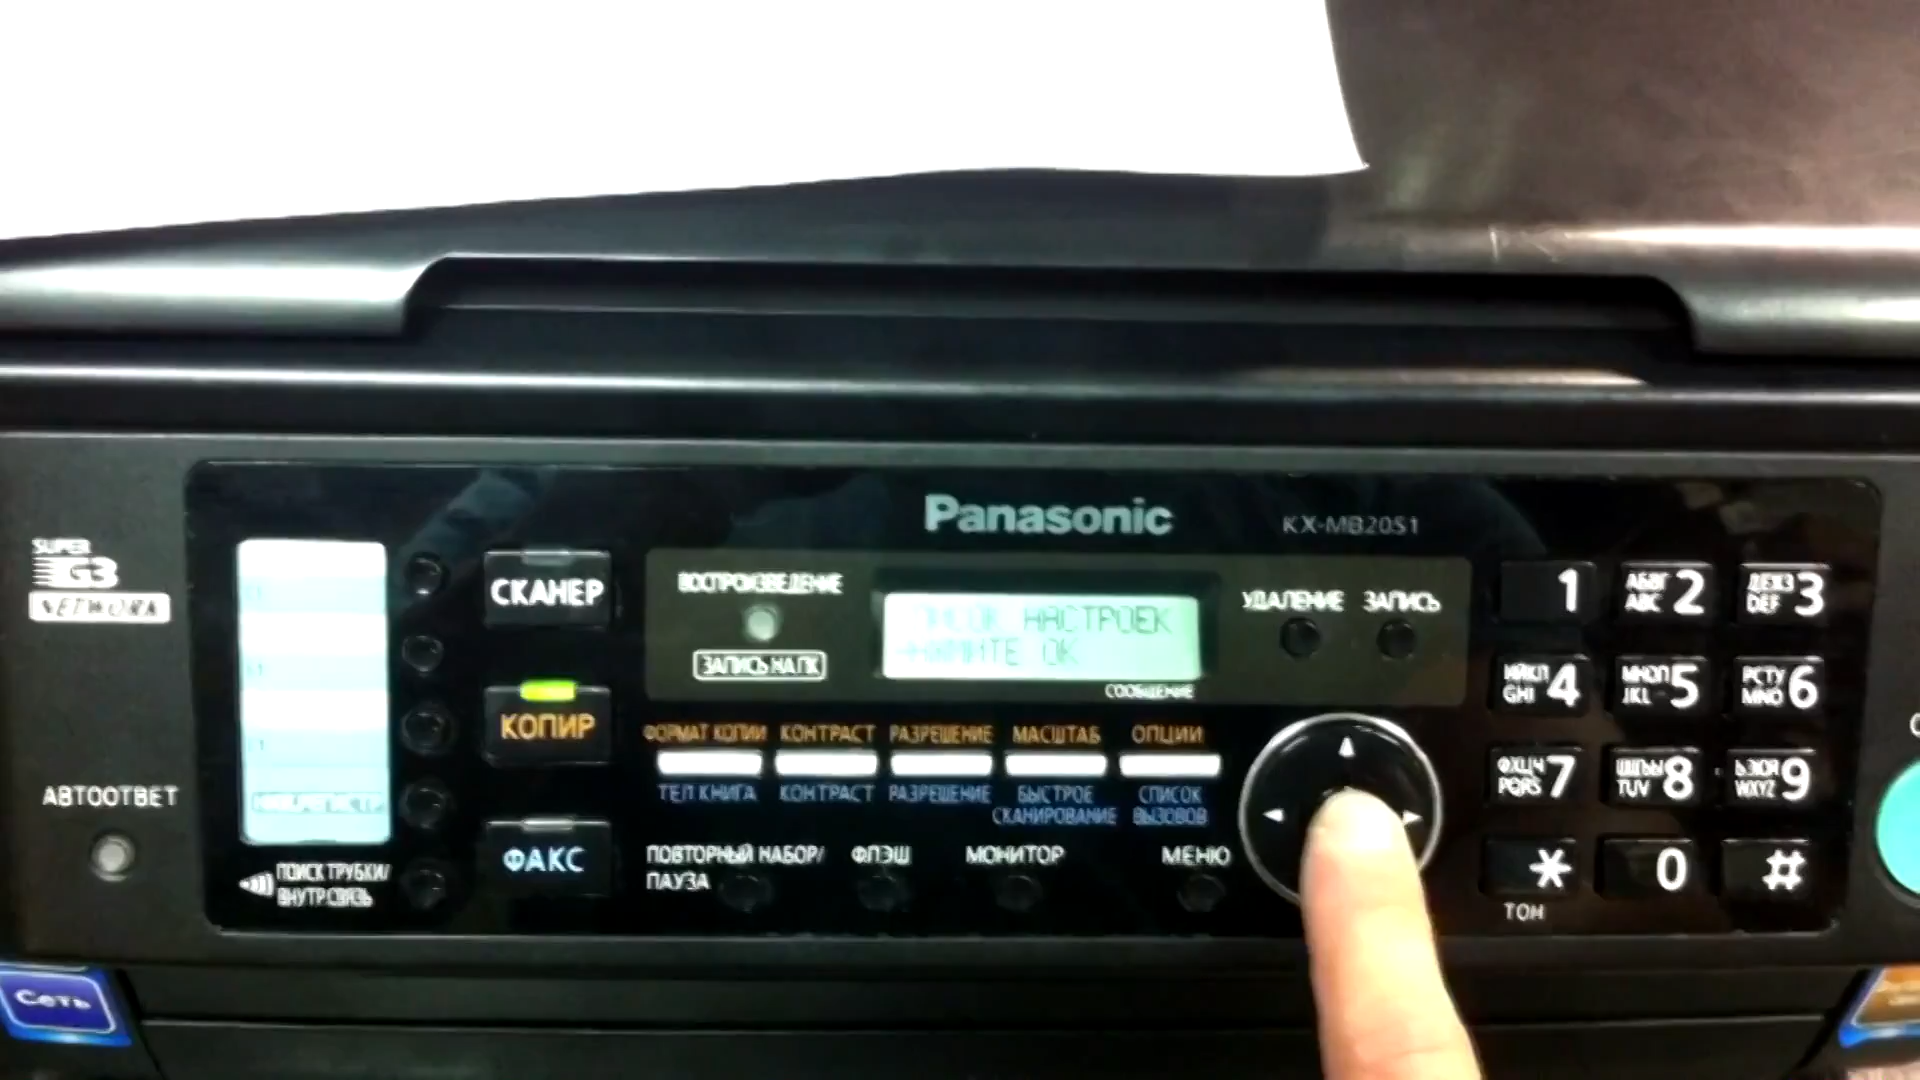 Panasonic
KX-MB2051
SUPER
G3
NETWORK
АВТООТВЕТ
ПОИСК ТРУБКИ/
ВНУТР.СВЯЗЬ
СКАНЕР
КОПИР
ФАКС
ВОСПРОИЗВЕДЕНИЕ
ЗАПИСЬ НА ПК
НАСТРОЕК
OK
СООБЩЕНИЕ
УДАЛЕНИЕ ЗАПИСЬ
ФОРМАТ КОПИИ КОНТРАСТ РАЗРЕШЕНИЕ МАСШТАБ ОПЦИИ
ТЕЛ.КНИГА КОНТРАСТ РАЗРЕШЕНИЕ БЫСТРОЕ СКАНИРОВАНИЕ СПИСОК ВЫЗОВОВ
ПОВТОРНЫЙ НАБОР/ ПАУЗА ФЛЭШ МОНИТОР МЕНЮ
1 АБВГ ABC 2 ДЕЖЗ DEF 3
ИЙКЛ GHI 4 МНОП JKL 5 РСТУ MNO 6
ФХЦЧ PQRS 7 ШЩЪЫ TUV 8 ЬЭЮЯ WXYZ 9
* 0 #
ТОН
Сеть